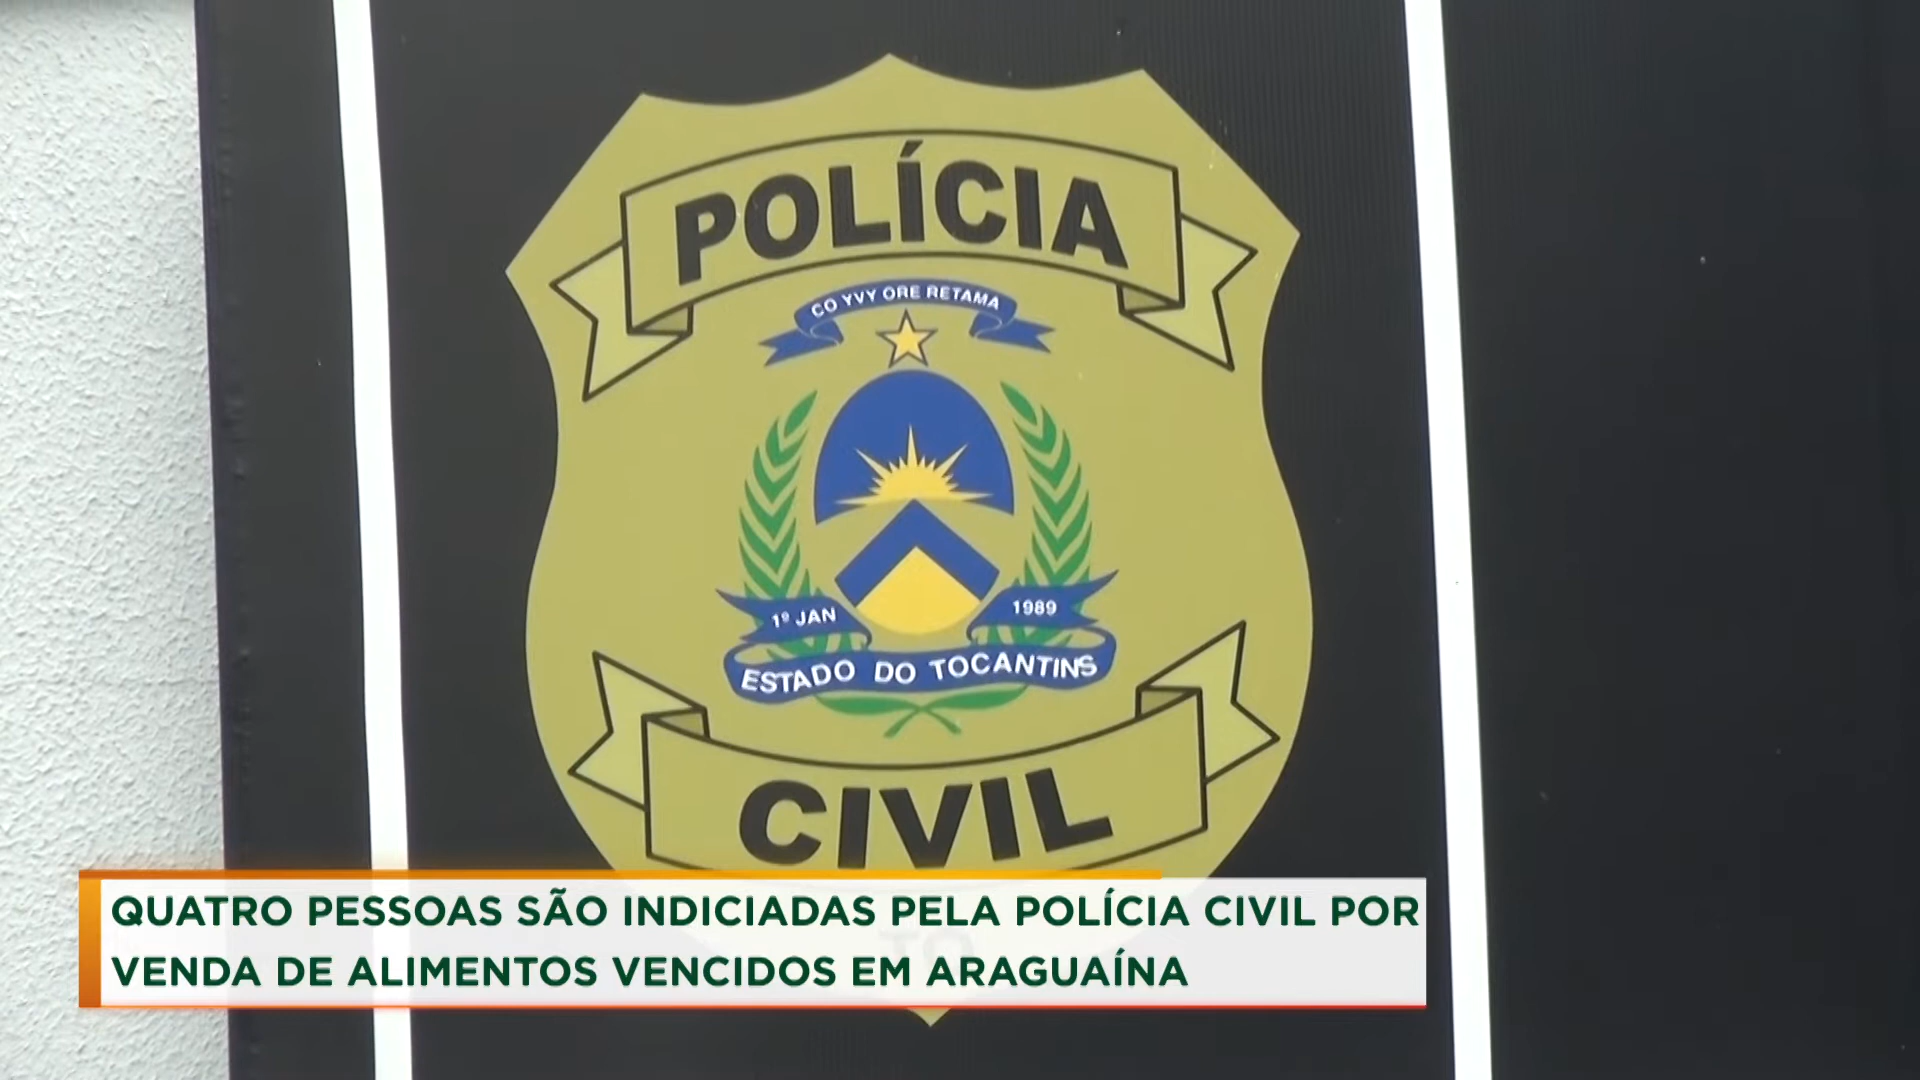 POLÍCIA
CO YVY ORE RETAMA
1º JAN 1989
ESTADO DO TOCANTINS
CIVIL
TO
QUATRO PESSOAS SÃO INDICIADAS PELA POLÍCIA CIVIL POR
VENDA DE ALIMENTOS VENCIDOS EM ARAGUAÍNA